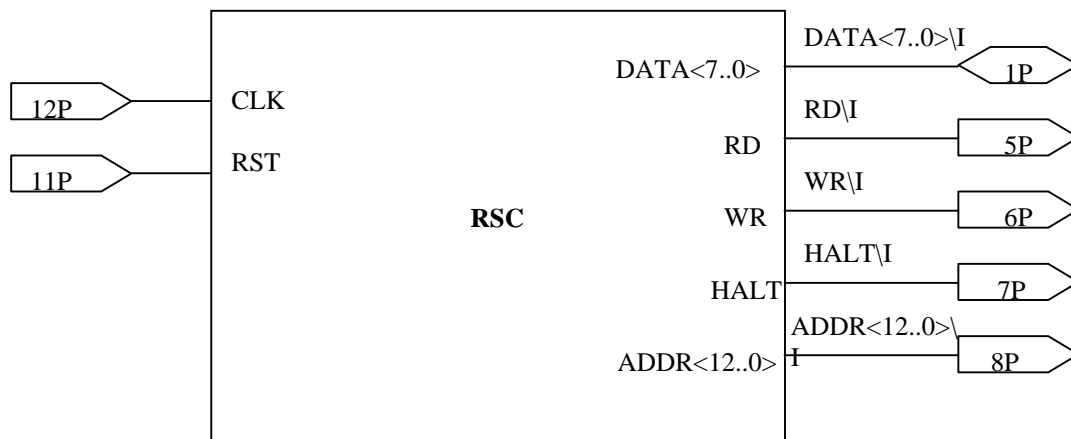 DATA<7..0>\I
DATA<7..0>
1P
12P
CLK
RD\I
RD
5P
11P
RST
WR\I
RSC
WR
6P
HALT\I
HALT
7P
ADDR<12..0>\
I
ADDR<12..0>
8P